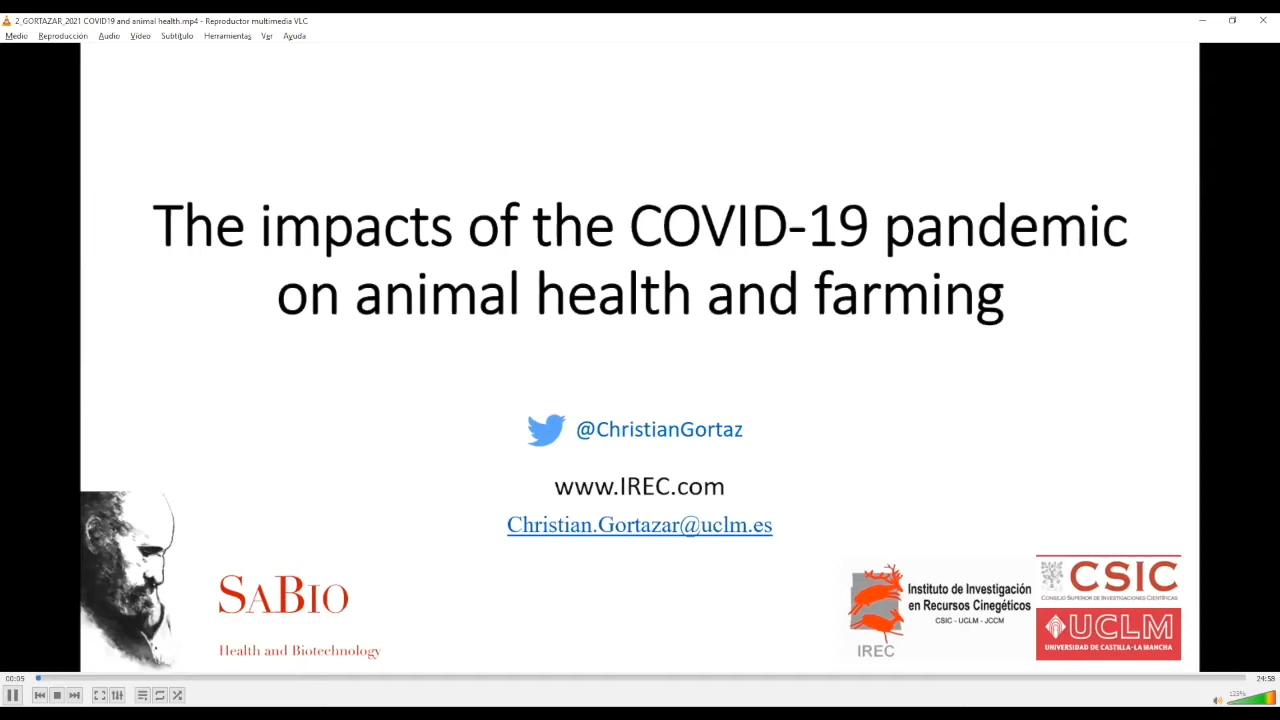 2_GORTAZAR_2021 COVID19 and animal health.mp4 - Reproductor multimedia VLC
Medio Reproducción Audio Vídeo Subtítulo Herramientas Ver Ayuda
The impacts of the COVID-19 pandemic
on animal health and farming
@ChristianGortaz
www.IREC.com
Christian.Gortazar@uclm.es
SABIO
Health and Biotechnology
Instituto de Investigación
en Recursos Cinegéticos
CSIC - UCLM - JCCM
IREC
CSIC
CONSEJO SUPERIOR DE INVESTIGACIONES CIENTÍFICAS
UCLM
UNIVERSIDAD DE CASTILLA-LA MANCHA
00:05
24:58
123%